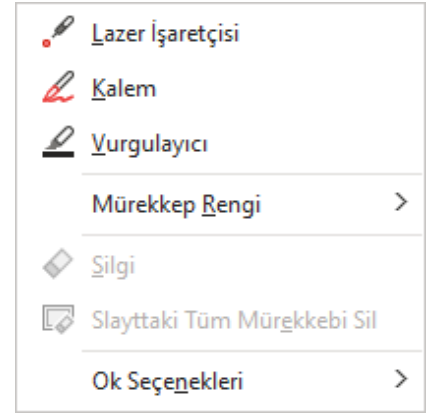 Lazer İşaretçisi
Kalem
Vurgulayıcı
Mürekkep Rengi
Silgi
Slayttaki Tüm Mürekkebi Sil
Ok Seçenekleri